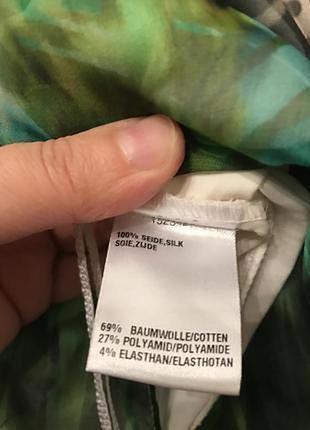 100% SEIDE,SILK
SOIE,ZIJDE
69% BAUMWOLLE/COTTEN
27% POLYAMID/POLYAMIDE
4% ELASTHAN/ELASTHOTAN